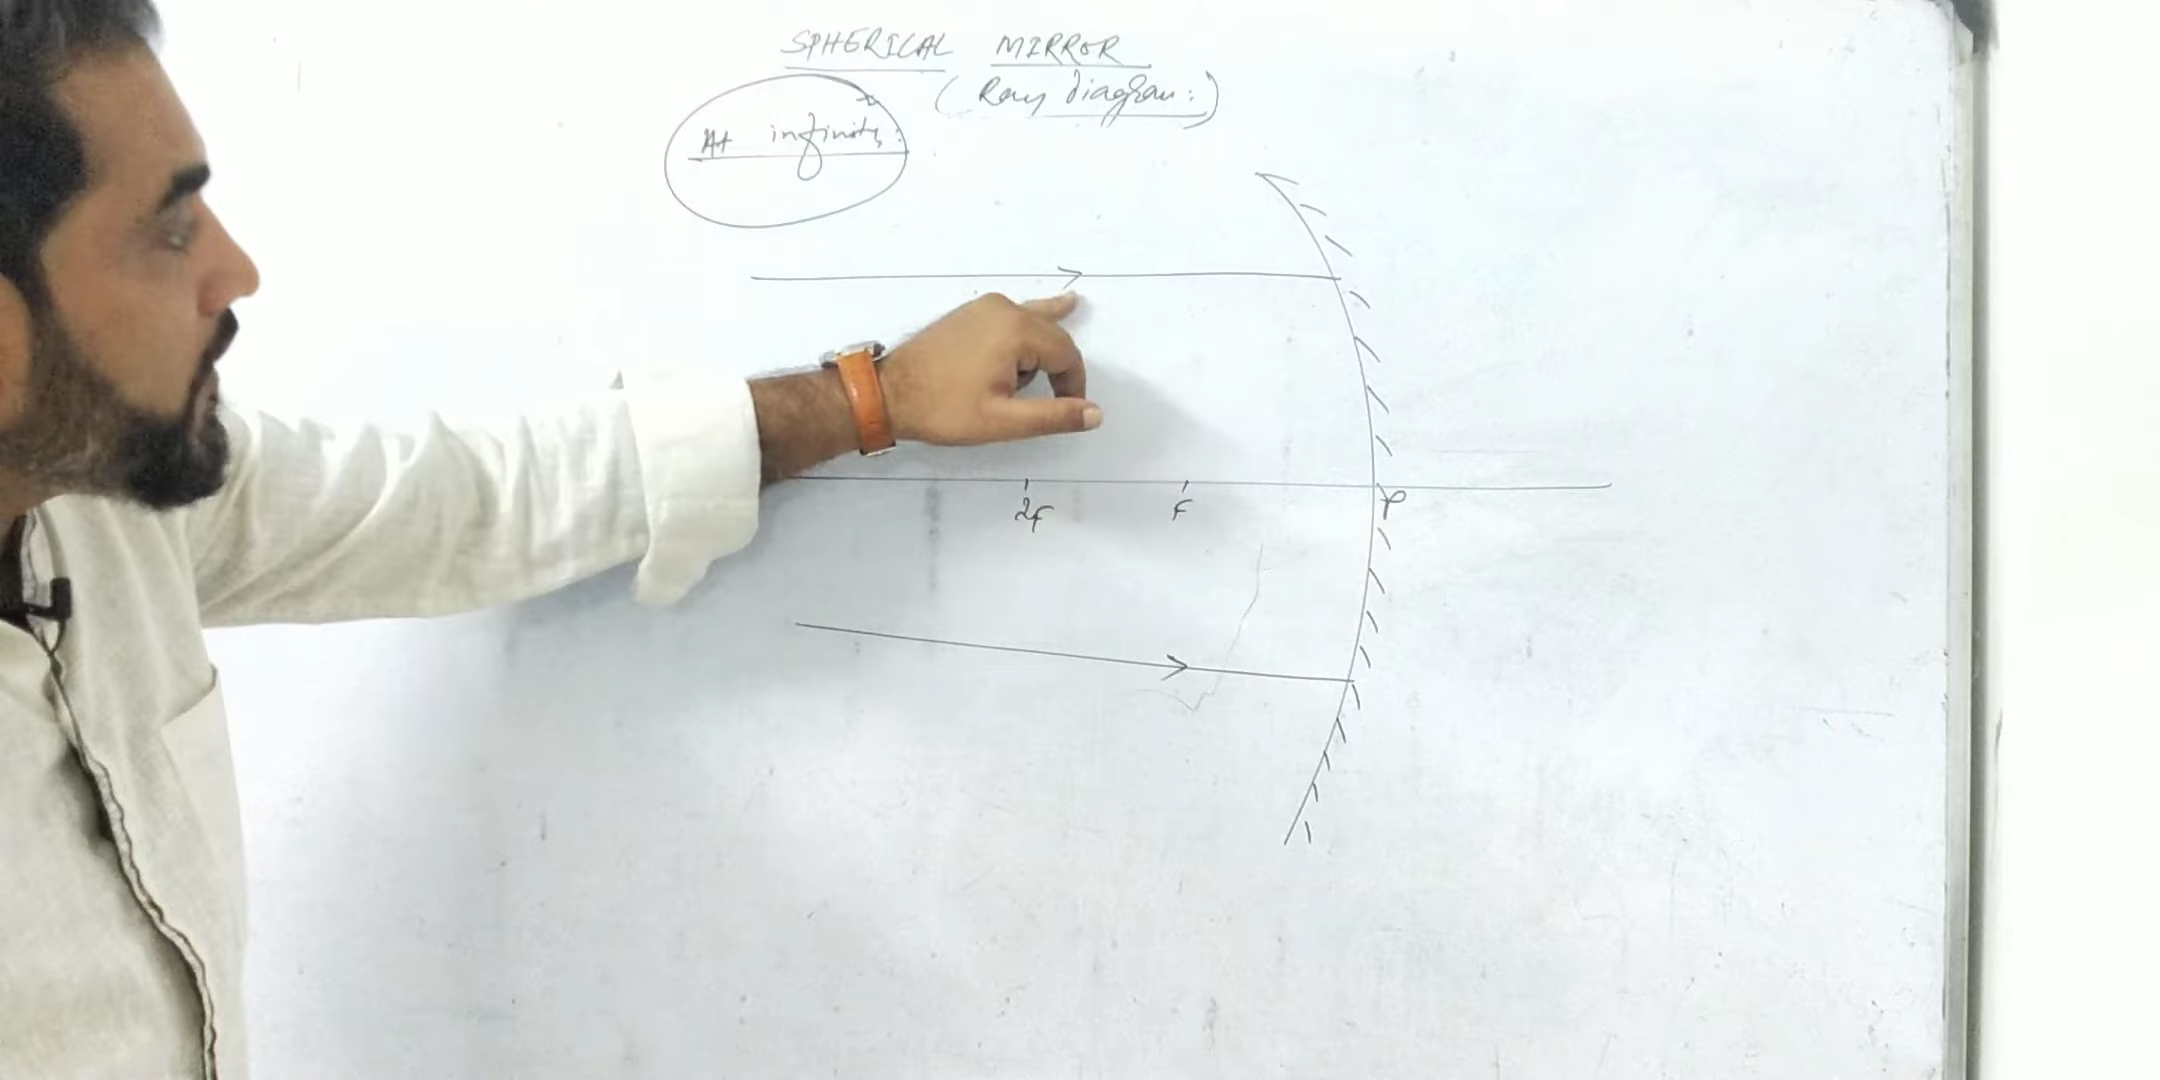 SPHERICAL MIRROR
(Ray diagram:)
At infinity:
2F F P